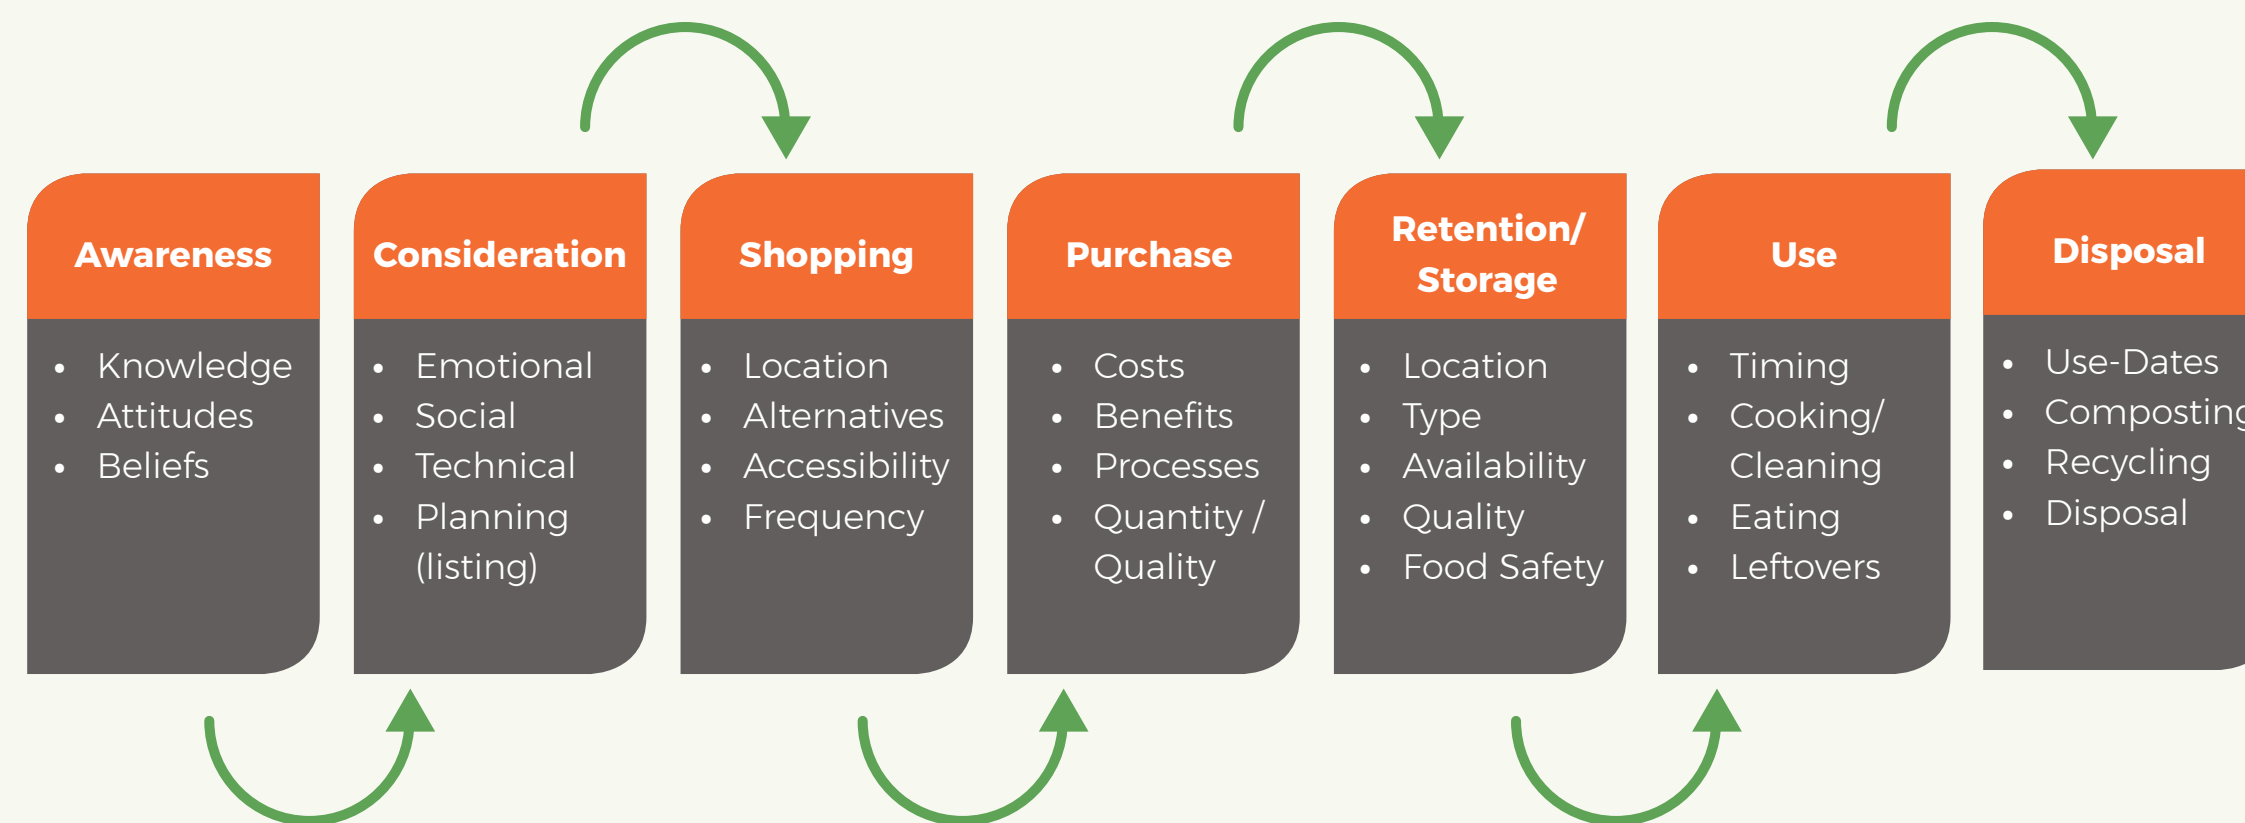 Awareness
• Knowledge
• Attitudes
• Beliefs
Consideration
• Emotional
• Social
• Technical
• Planning
(listing)
Shopping
• Location
• Alternatives
• Accessibility
• Frequency
Purchase
• Costs
• Benefits
• Processes
• Quantity /
Quality
Retention/
Storage
• Location
• Type
• Availability
• Quality
• Food Safety
Use
• Timing
• Cooking/
Cleaning
• Eating
• Leftovers
Disposal
• Use-Dates
• Composting
• Recycling
• Disposal